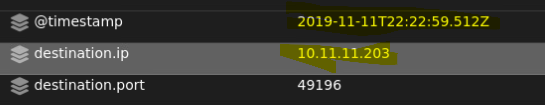 @timestamp 2019-11-11T22:22:59.512Z
destination.ip 10.11.11.203
destination.port 49196